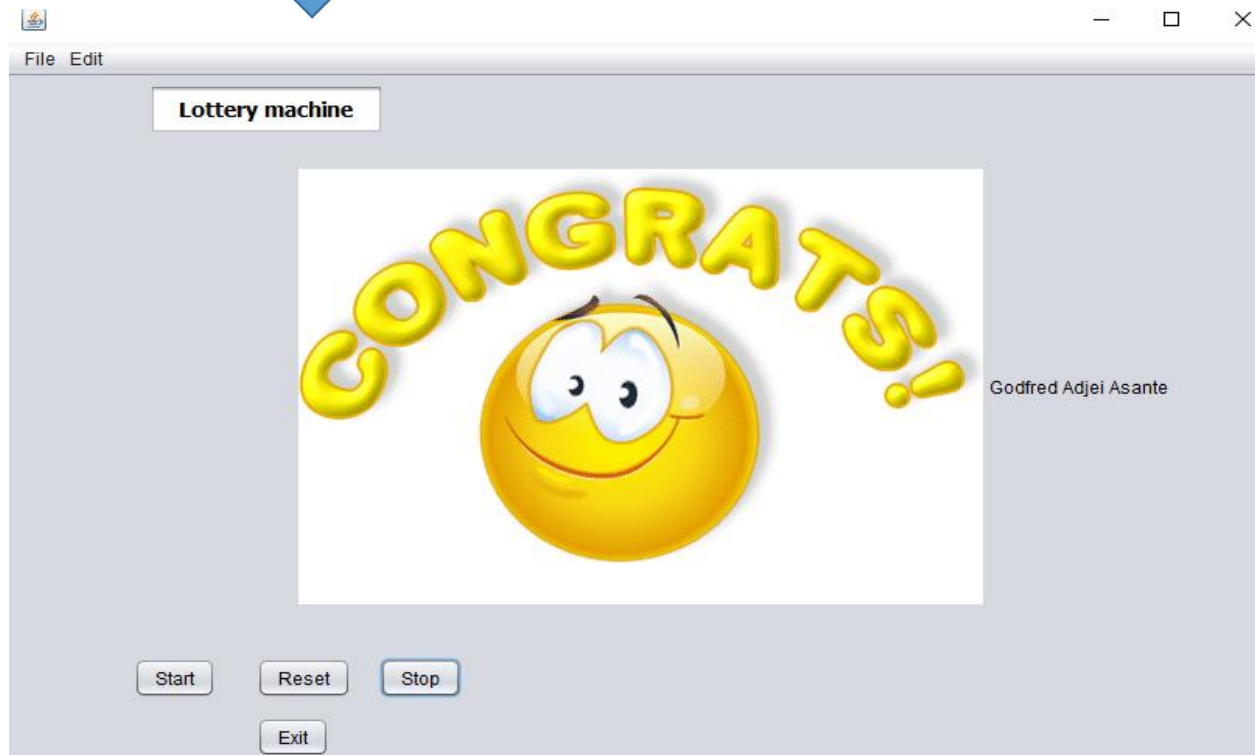 File Edit
Lottery machine
CONGRATS!
Godfred Adjei Asante
Start Reset Stop
Exit